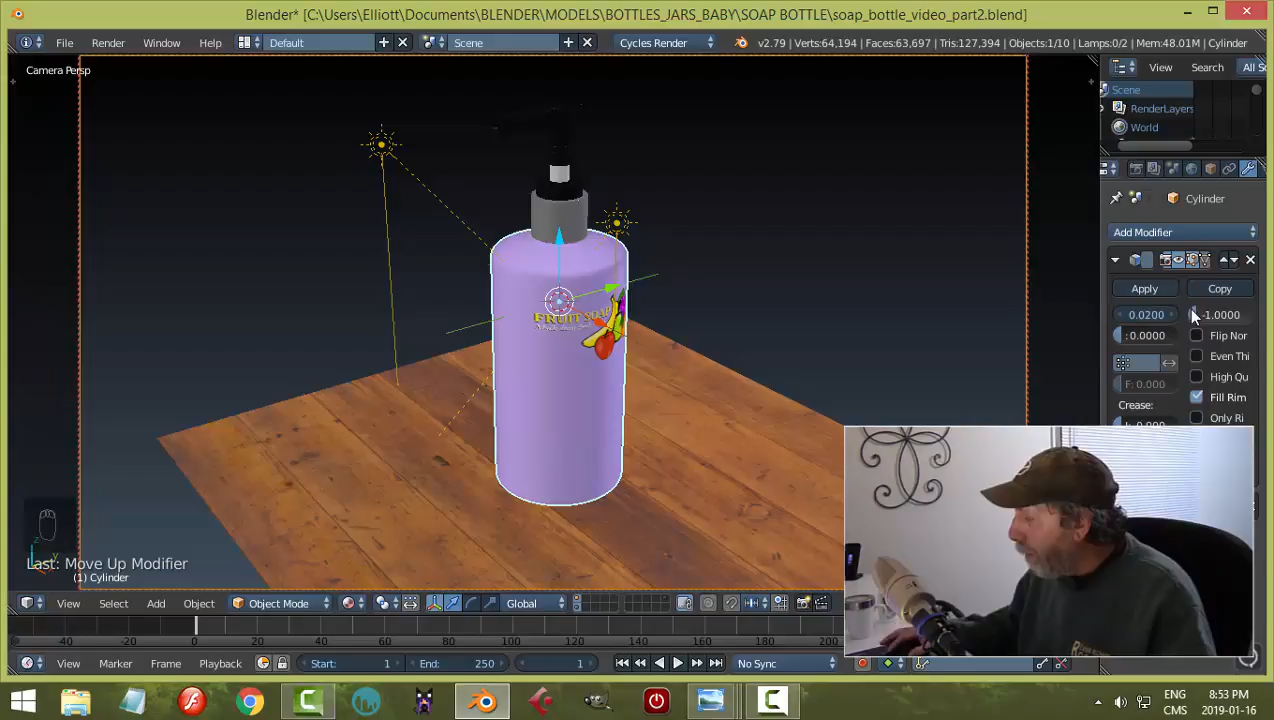 Blender* [C:\Users\Elliott\Documents\BLENDER\MODELS\BOTTLES_JARS_BABY\SOAP BOTTLE\soap_bottle_video_part2.blend]
File Render Window Help Default Scene Cycles Render v2.79 | Verts:64,194 | Faces:63,697 | Tris:127,394 | Objects:1/10 | Lamps:0/2 | Mem:48.01M | Cylinder
Camera Persp
View Search All S
Scene
RenderLayers
World
Cylinder
Add Modifier
Apply Copy
0.0200 -1.0000
:0.0000 Flip Nor
Even Thi
High Qu
F: 0.000
Fill Rim
Crease:
Only Ri
FRUIT SOAP
Last: Move Up Modifier
(1) Cylinder
View Select Add Object Object Mode Global
-40 -20 0 20 40 60 80 100 120 140 160 180 200
View Marker Frame Playback Start: 1 End: 250 1 No Sync
ENG 8:53 PM
CMS 2019-01-16